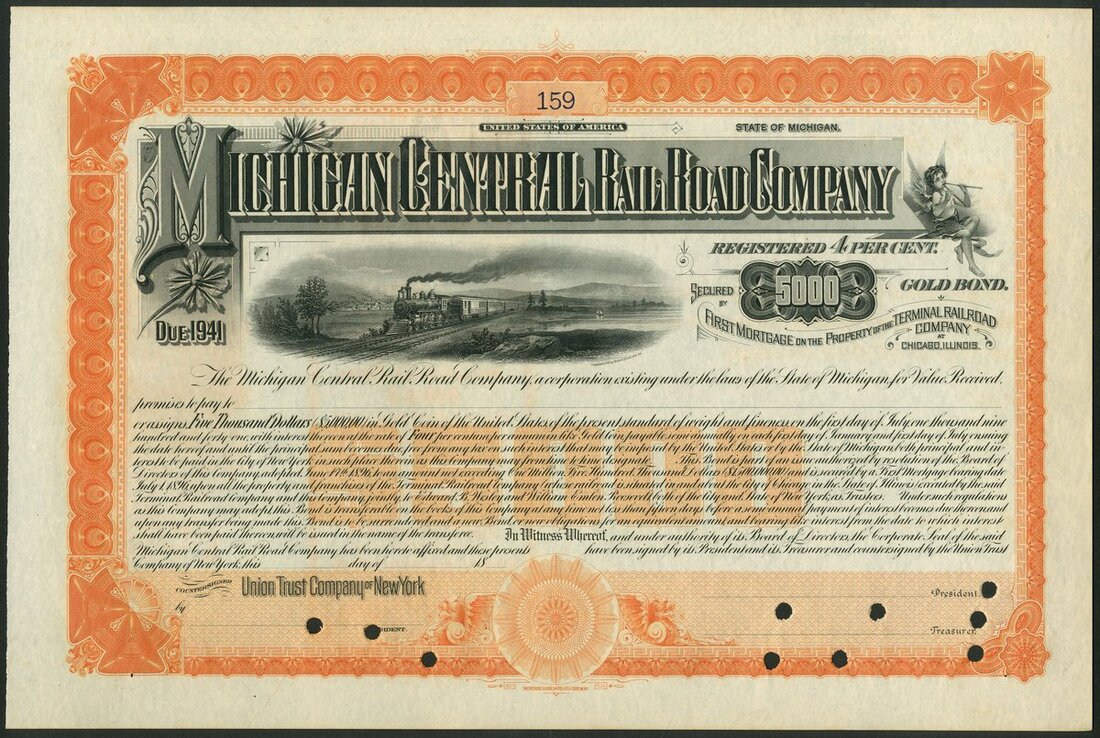 159
UNITED STATES OF AMERICA
STATE OF MICHIGAN.
MICHIGAN CENTRAL RAIL ROAD COMPANY
REGISTERED 4 PER CENT.
5000
GOLD BOND.
SECURED BY
FIRST MORTGAGE ON THE PROPERTY OF THE TERMINAL RAILROAD COMPANY AT CHICAGO, ILLINOIS.
DUE 1941
The Michigan Central Rail Road Company, a corporation existing under the laws of the State of Michigan, for Value Received,
promises to pay to
or assigns Five Thousand Dollars $5,000.00 in Gold Coin of the United States of the present standard of weight and fineness on the first day of July, one thousand and nine
hundred and forty one, with interest thereon at the rate of Four per centum per annum in like Gold Coin payable semi annually on each first day of January and first day of July ensuing
the date hereof and until the principal sum becomes due, free from any tax on such interest that may be imposed by the United States or by the State of Michigan, both principal and in-
terest to be paid in the City of New York in such place there as this company may from time to time designate. This Bond is part of an issue authorized by resolution of the Board of
Directors of this Company adopted June 19th 1896, to an amount not exceeding One Million Five Hundred Thousand Dollars $1,500,000.00 and is secured by a First Mortgage bearing date
July 1, 1896, upon all the property and franchises of the Terminal Railroad Company (later named) situated in and about the City of Chicago in the State of Illinois executed by the said
Terminal Railroad Company and this Company jointly to Edward B. Wesley and William Emlen Roosevelt of the City and State of New York, as Trustees. Under such regulations
as this Company may adopt this Bond is transferable on the books of this Company at any time not less than fifty days before a semi-annual payment of interest becomes due thereon and
upon any transfer being made this Bond is to be surrendered and a new Bond or Bonds issued for an equal amount and bearing like interest from the date to which interest
shall have been paid thereon will be issued in the name of the transferee. In Witness Whereof, and under authority of its Board of Directors, the Corporate Seal of the said
Michigan Central Rail Road Company has been hereto affixed and these presents have been signed by its President and its Treasurer and countersigned by the Union Trust
Company of New York, this day of 18
$5000
COUNTERSIGNED
Union Trust Company of New York
by
President.
Treasurer.